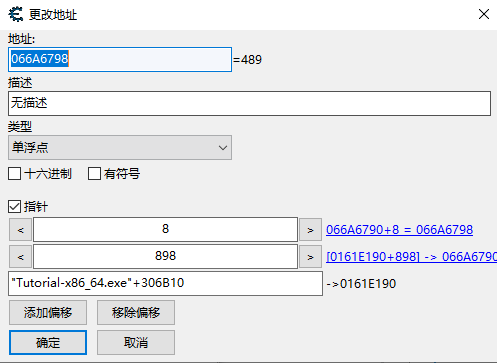 更改地址
地址:
066A6798 =489
描述
无描述
类型
单浮点
十六进制 有符号
指针
< 8 > 066A6790+8 = 066A6798
< 898 > [0161E190+898] -> 066A6790
"Tutorial-x86_64.exe"+306B10 ->0161E190
添加偏移 移除偏移
确定 取消